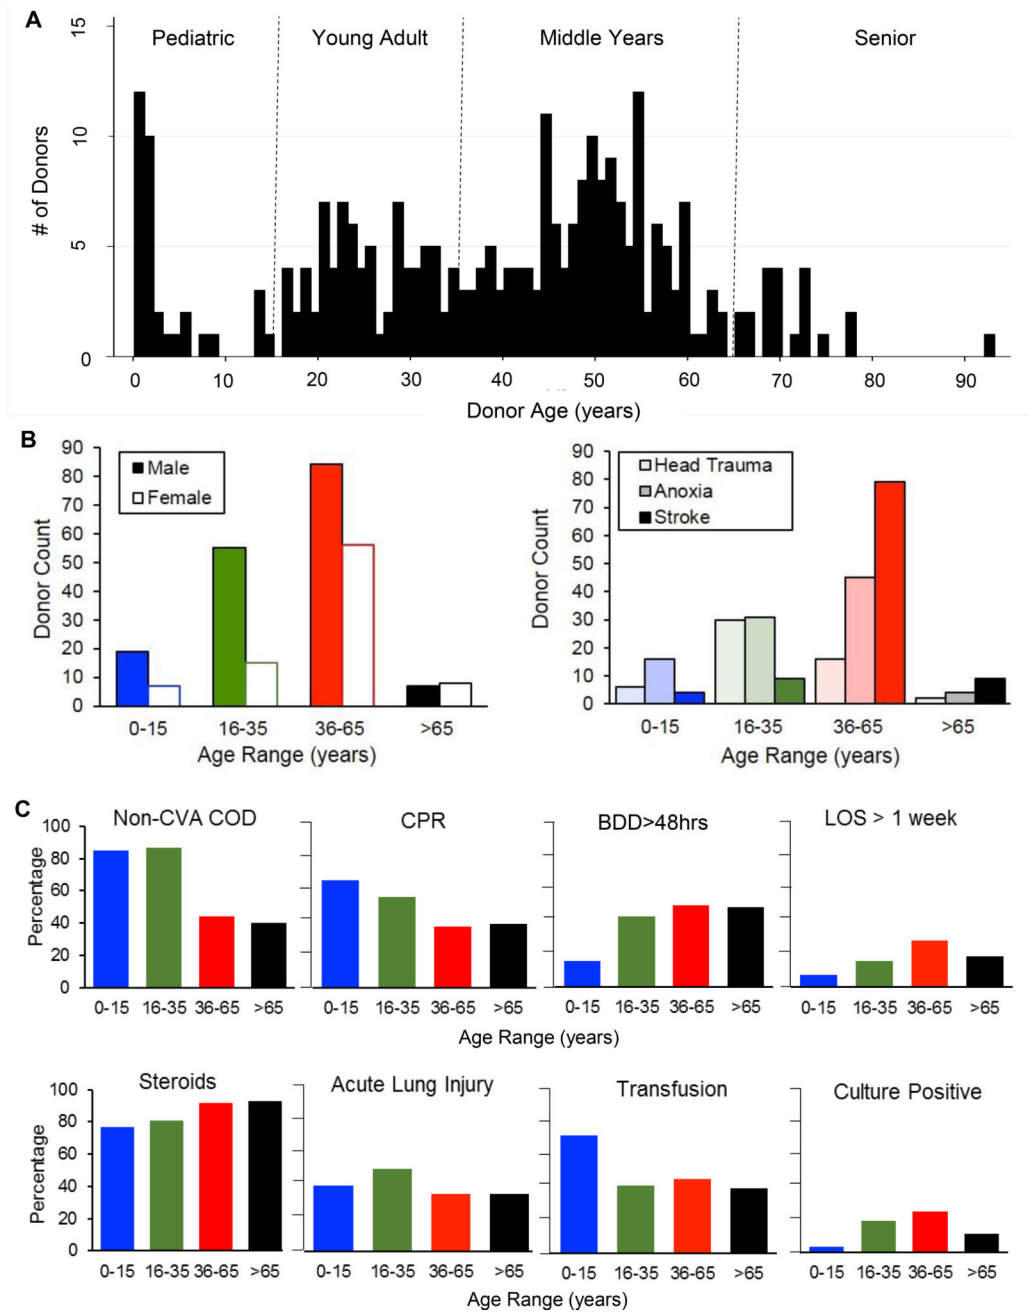 A
Pediatric Young Adult Middle Years Senior
15
10
5
0
# of Donors
0 10 20 30 40 50 60 70 80 90
Donor Age (years)
B
90
80
70
60
50
40
30
20
10
0
Donor Count
Male
Female
0-15 16-35 36-65 >65
Age Range (years)
90
80
70
60
50
40
30
20
10
0
Donor Count
Head Trauma
Anoxia
Stroke
0-15 16-35 36-65 >65
Age Range (years)
C
Non-CVA COD CPR BDD>48hrs LOS > 1 week
100
80
60
40
20
0
Percentage
0-15 16-35 36-65 >65 0-15 16-35 36-65 >65 0-15 16-35 36-65 >65 0-15 16-35 36-65 >65
Age Range (years)
Steroids Acute Lung Injury Transfusion Culture Positive
100
80
60
40
20
0
Percentage
0-15 16-35 36-65 >65 0-15 16-35 36-65 >65 0-15 16-35 36-65 >65 0-15 16-35 36-65 >65
Age Range (years)